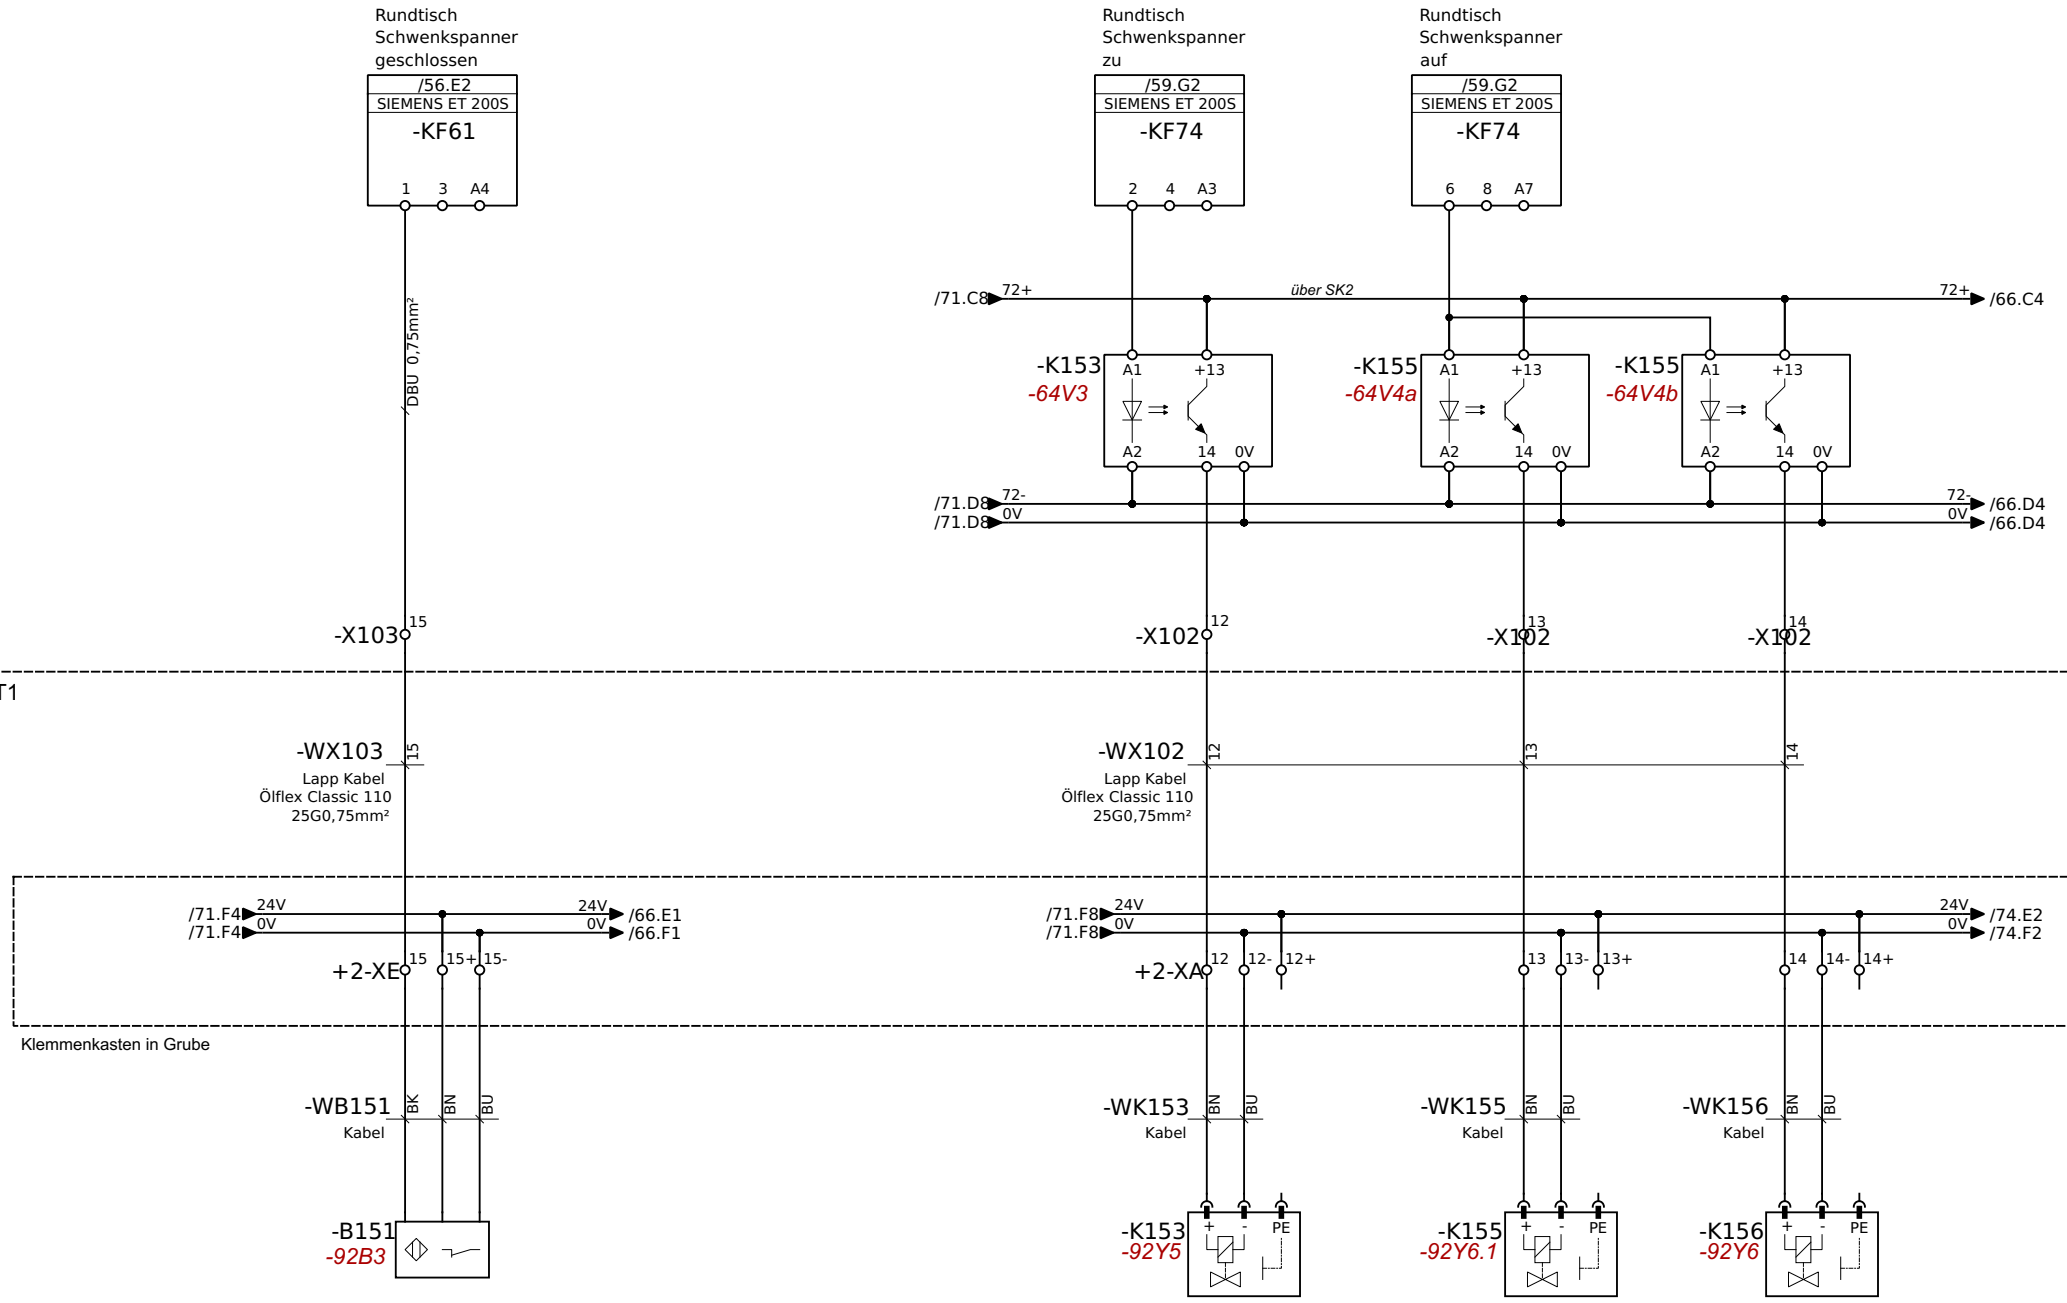 Rundtisch
Schwenkspanner
geschlossen
/56.E2
SIEMENS ET 200S
-KF61
1 3 A4
Rundtisch
Schwenkspanner
zu
/59.G2
SIEMENS ET 200S
-KF74
2 4 A3
Rundtisch
Schwenkspanner
auf
/59.G2
SIEMENS ET 200S
-KF74
6 8 A7
DBU 0,75mm²
/71.C8 72+ über SK2 72+ /66.C4
-K153
-64V3
A1 +13
A2 14 0V
-K155
-64V4a
A1 +13
A2 14 0V
-K155
-64V4b
A1 +13
A2 14 0V
/71.D8 72- 72- /66.D4
/71.D8 0V 0V /66.D4
-X103 15
-X102 12
-X102 13
-X102 14
T1
-WX103 15
Lapp Kabel
Ölflex Classic 110
25G0,75mm²
-WX102 12 13 14
Lapp Kabel
Ölflex Classic 110
25G0,75mm²
/71.F4 24V 24V /66.E1
/71.F4 0V 0V /66.F1
+2-XE 15 15+ 15-
/71.F8 24V 24V /74.E2
/71.F8 0V 0V /74.F2
+2-XA 12 12- 12+ 13 13- 13+ 14 14- 14+
Klemmenkasten in Grube
-WB151 BK BN BU
Kabel
-WK153 BN BU
Kabel
-WK155 BN BU
Kabel
-WK156 BN BU
Kabel
-B151
-92B3
-K153
-92Y5
+ - PE
-K155
-92Y6.1
+ - PE
-K156
-92Y6
+ - PE